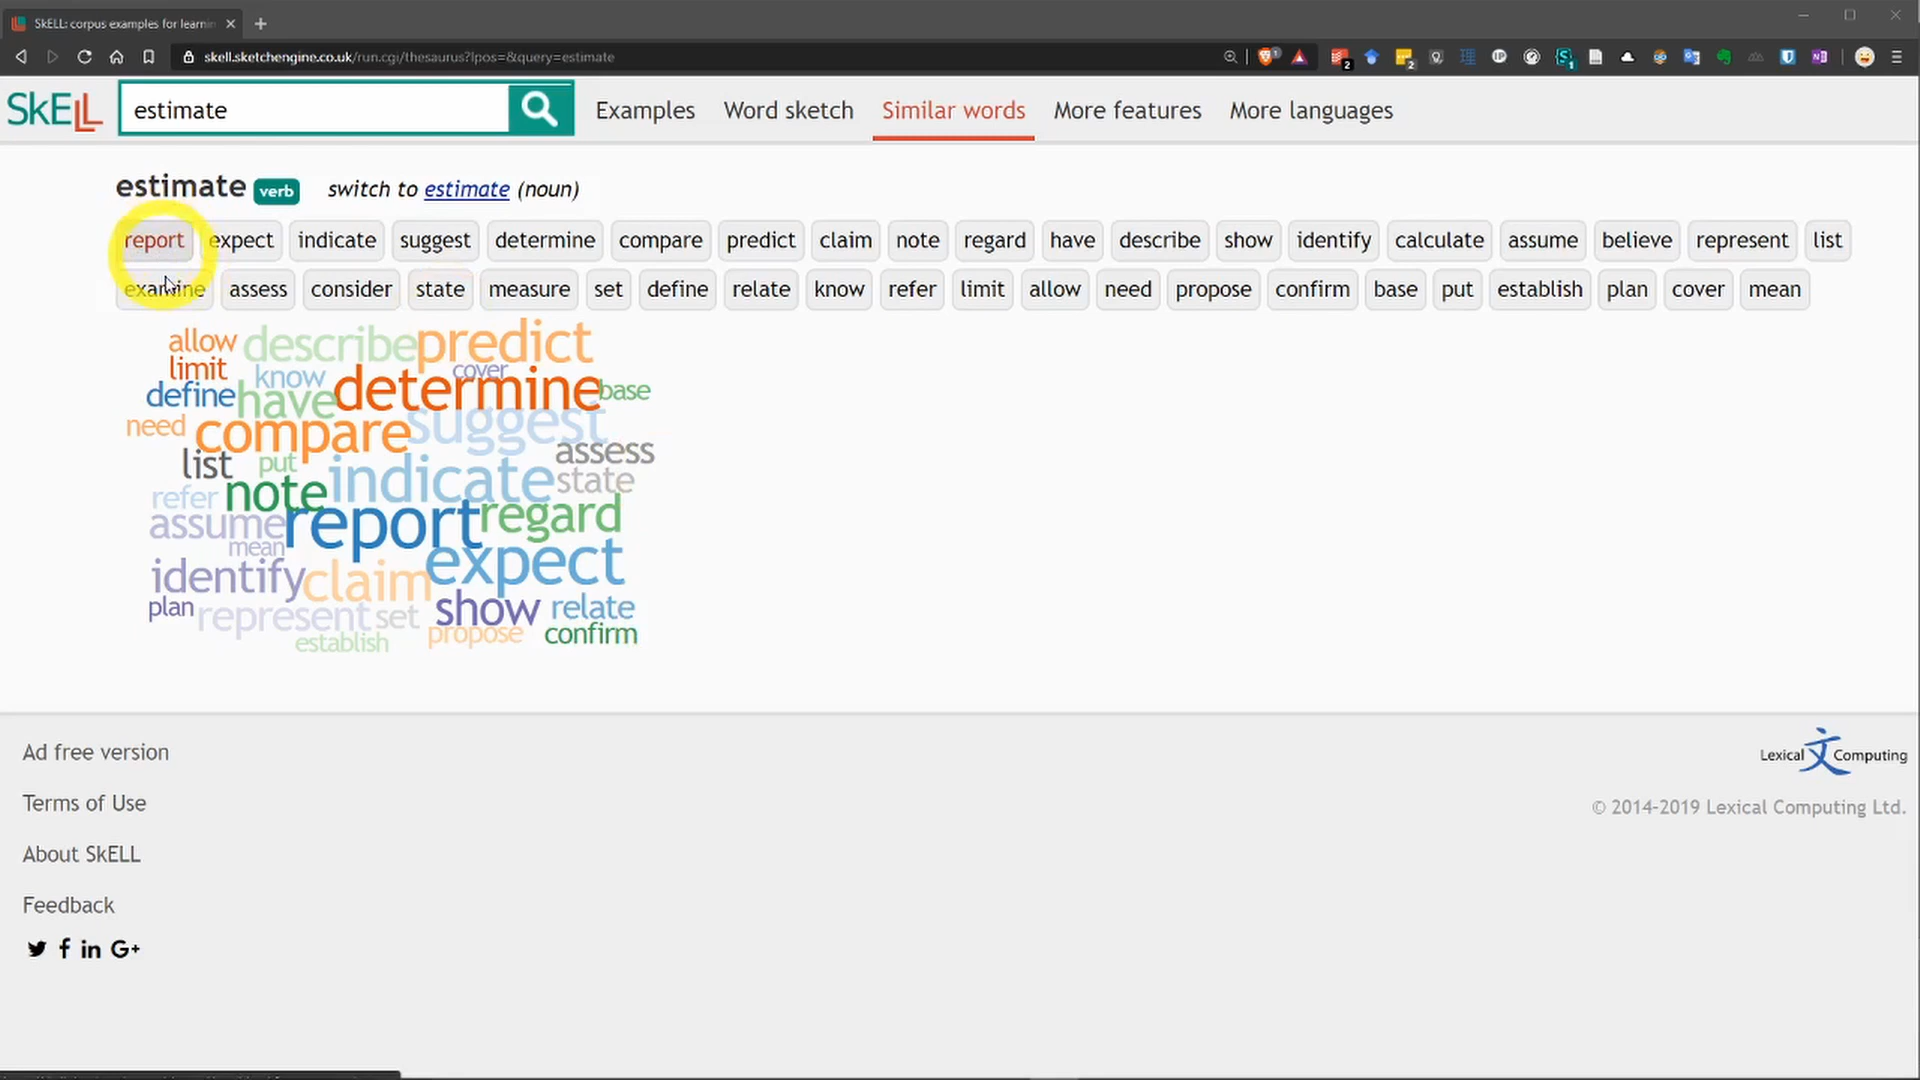 SkELL: corpus examples for learnin
skell.sketchengine.co.uk/run.cgi/thesaurus?lpos=&query=estimate
SkELL
estimate
Examples Word sketch Similar words More features More languages
estimate verb switch to estimate (noun)
report expect indicate suggest determine compare predict claim note regard have describe show identify calculate assume believe represent list
examine assess consider state measure set define relate know refer limit allow need propose confirm base put establish plan cover mean
allow describe predict
limit know cover
define have determine base
need compare suggest
list put assess
indicate state
refer note
assume report regard
mean expect
identify claim
plan represent set show relate
establish propose confirm
Ad free version
Lexical 文 Computing
Terms of Use
© 2014-2019 Lexical Computing Ltd.
About SkELL
Feedback
G+